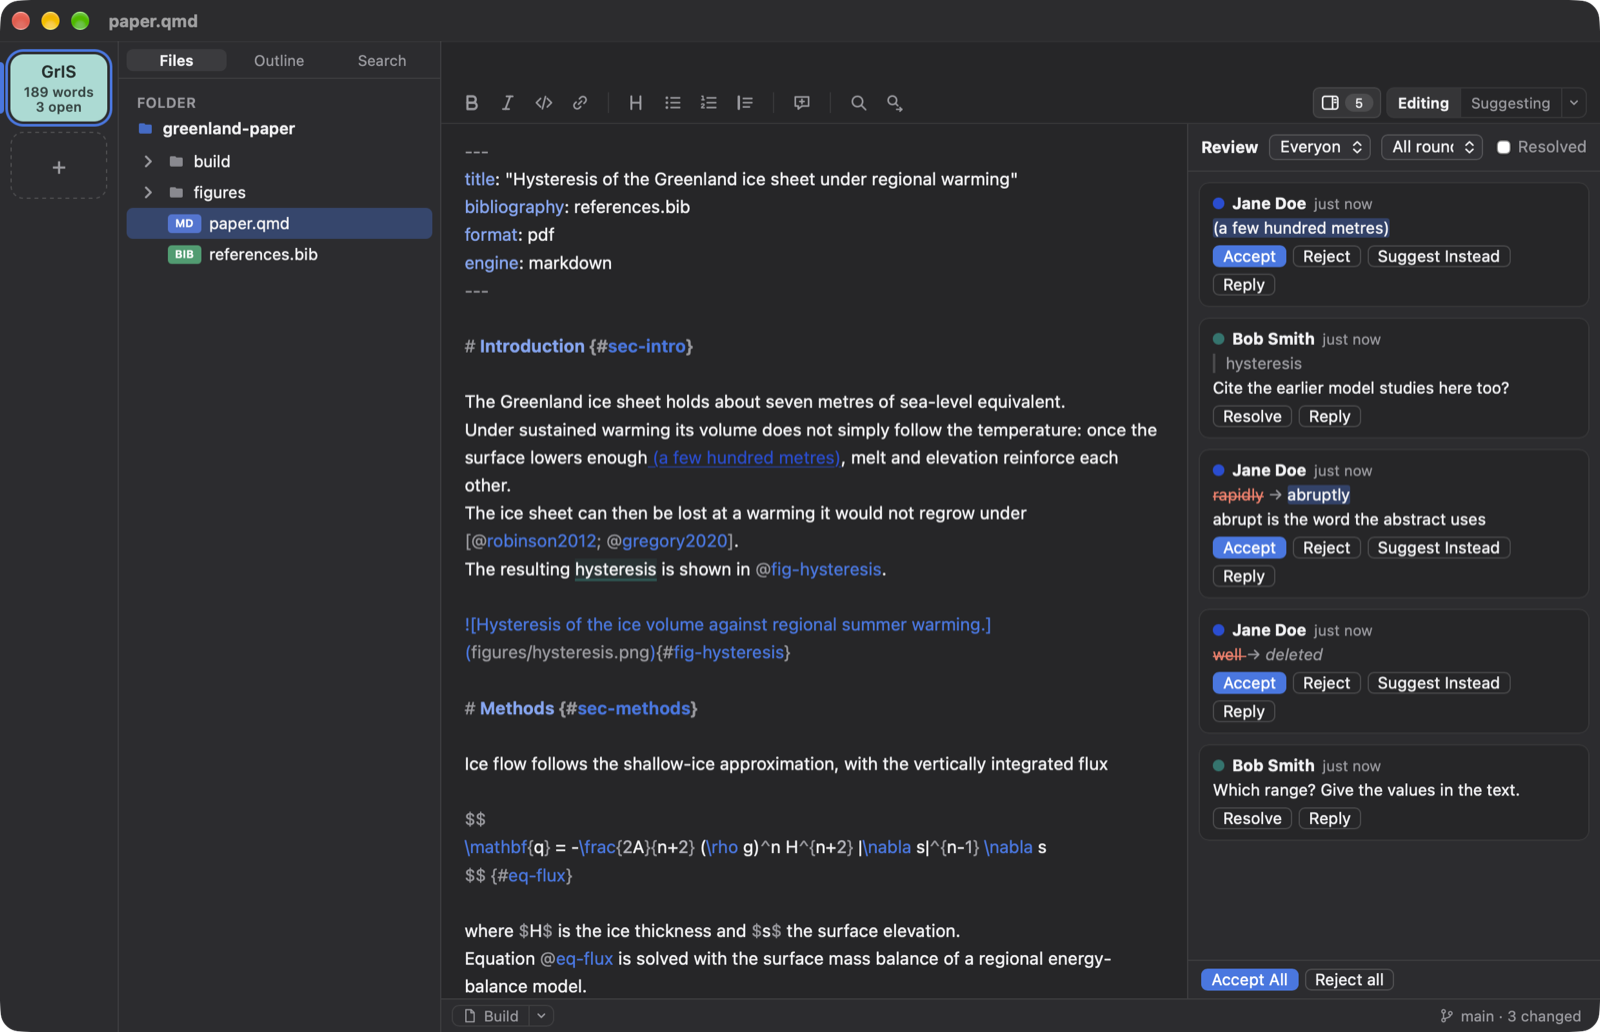 paper.qmd
GrIS
189 words
3 open
+
Files
Outline
Search
FOLDER
greenland-paper
build
figures
MD paper.qmd
BIB references.bib
B I </> H
5
Editing
Suggesting
---
title: "Hysteresis of the Greenland ice sheet under regional warming"
bibliography: references.bib
format: pdf
engine: markdown
---
# Introduction {#sec-intro}
The Greenland ice sheet holds about seven metres of sea-level equivalent.
Under sustained warming its volume does not simply follow the temperature: once the
surface lowers enough (a few hundred metres), melt and elevation reinforce each
other.
The ice sheet can then be lost at a warming it would not regrow under
[@robinson2012; @gregory2020].
The resulting hysteresis is shown in @fig-hysteresis.
![Hysteresis of the ice volume against regional summer warming.]
(figures/hysteresis.png){#fig-hysteresis}
# Methods {#sec-methods}
Ice flow follows the shallow-ice approximation, with the vertically integrated flux
$$
\mathbf{q} = -\frac{2A}{n+2} (\rho g)^n H^{n+2} |\nabla s|^{n-1} \nabla s
$$ {#eq-flux}
where $H$ is the ice thickness and $s$ the surface elevation.
Equation @eq-flux is solved with the surface mass balance of a regional energy-
balance model.
Review
Everyon
All roun
Resolved
Jane Doe just now
(a few hundred metres)
Accept Reject Suggest Instead
Reply
Bob Smith just now
hysteresis
Cite the earlier model studies here too?
Resolve Reply
Jane Doe just now
rapidly → abruptly
abrupt is the word the abstract uses
Accept Reject Suggest Instead
Reply
Jane Doe just now
well → deleted
Accept Reject Suggest Instead
Reply
Bob Smith just now
Which range? Give the values in the text.
Resolve Reply
Accept All Reject all
Build
main · 3 changed